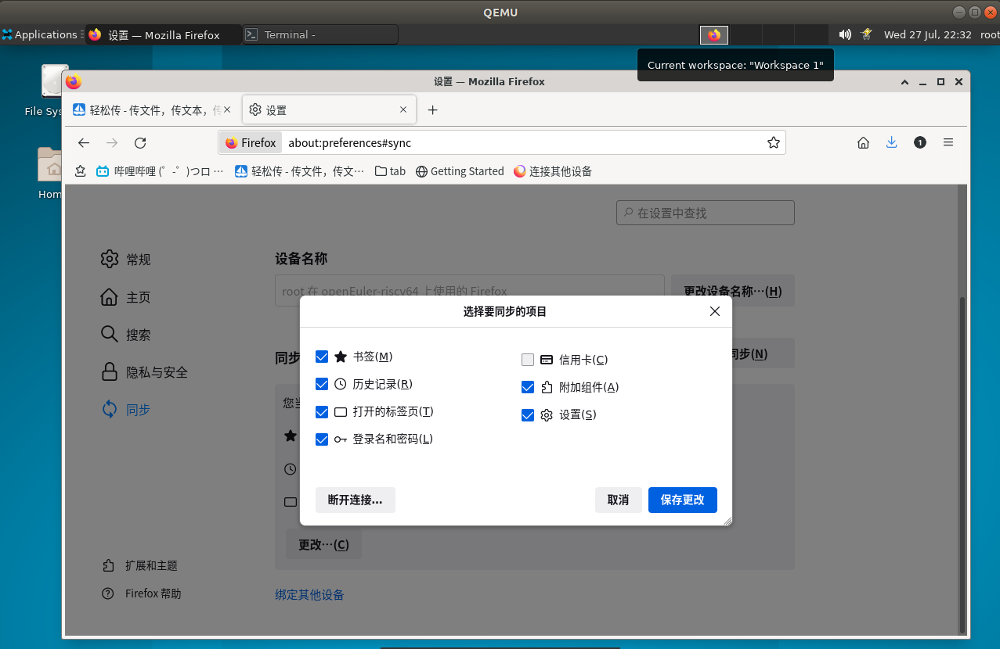 QEMU
Applications
设置 — Mozilla Firefox
Terminal -
Wed 27 Jul, 22:32
root
Current workspace: "Workspace 1"
File Sys
Hom
设置 — Mozilla Firefox
轻松传 - 传文件，传文本，传
设置
Firefox
about:preferences#sync
1
哔哩哔哩 (゜-゜)つロ …
轻松传 - 传文件，传文…
tab
Getting Started
连接其他设备
在设置中查找
常规
主页
搜索
隐私与安全
同步
扩展和主题
Firefox 帮助
设备名称
root 在 openEuler-riscv64 上使用的 Firefox
更改设备名称…(H)
同步
同步(N)
您当
选择要同步的项目
书签(M)
历史记录(R)
打开的标签页(T)
登录名和密码(L)
信用卡(C)
附加组件(A)
设置(S)
断开连接...
取消
保存更改
更改…(C)
绑定其他设备